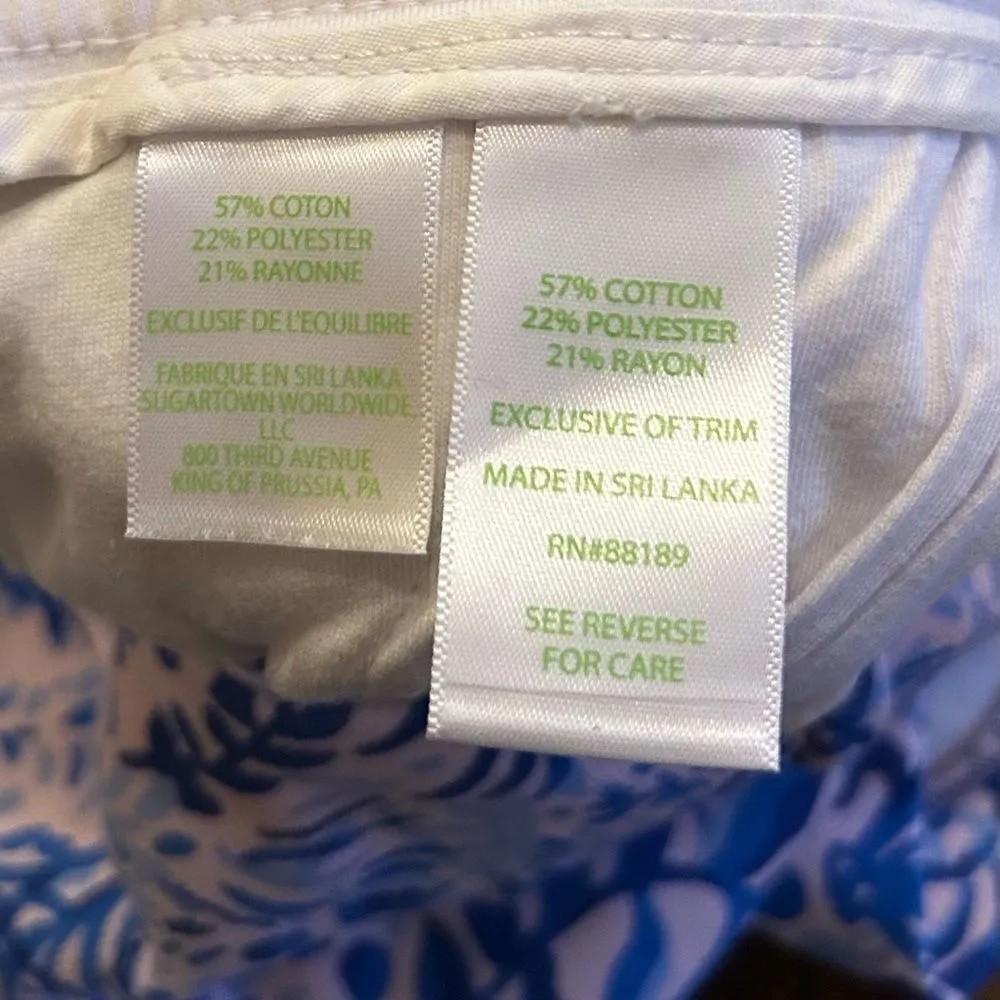 57% COTON
22% POLYESTER
21% RAYONNE
EXCLUSIF DE L'EQUILIBRE
FABRIQUE EN SRI LANKA
SUGARTOWN WORLDWIDE,
LLC
800 THIRD AVENUE
KING OF PRUSSIA, PA
57% COTTON
22% POLYESTER
21% RAYON
EXCLUSIVE OF TRIM
MADE IN SRI LANKA
RN#88189
SEE REVERSE
FOR CARE